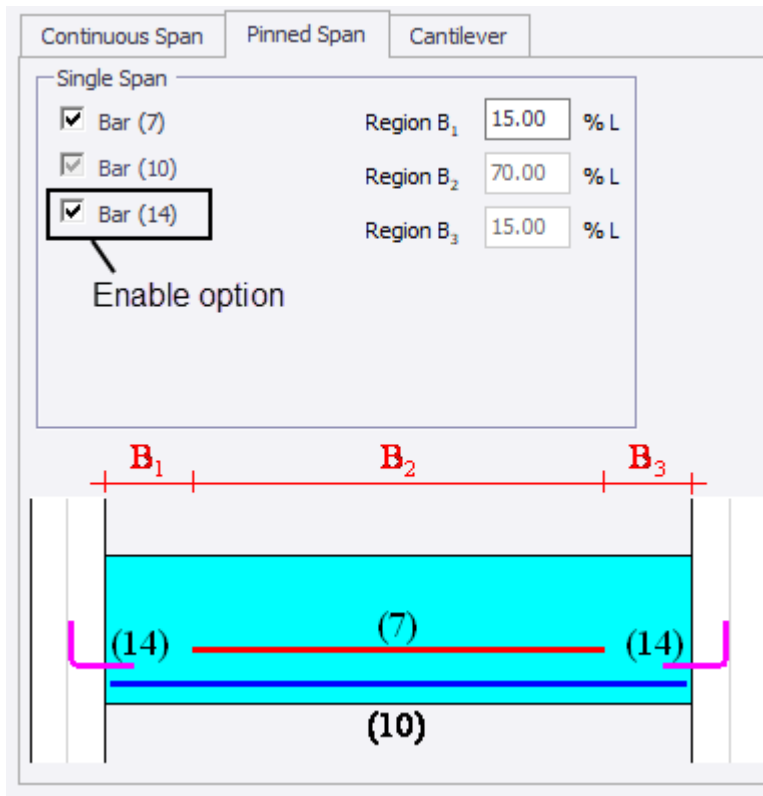 Continuous Span Pinned Span Cantilever
Single Span
Bar (7) Region B₁ 15.00 % L
Bar (10) Region B₂ 70.00 % L
Bar (14) Region B₃ 15.00 % L
Enable option
B₁ B₂ B₃
(14) (7) (14)
(10)